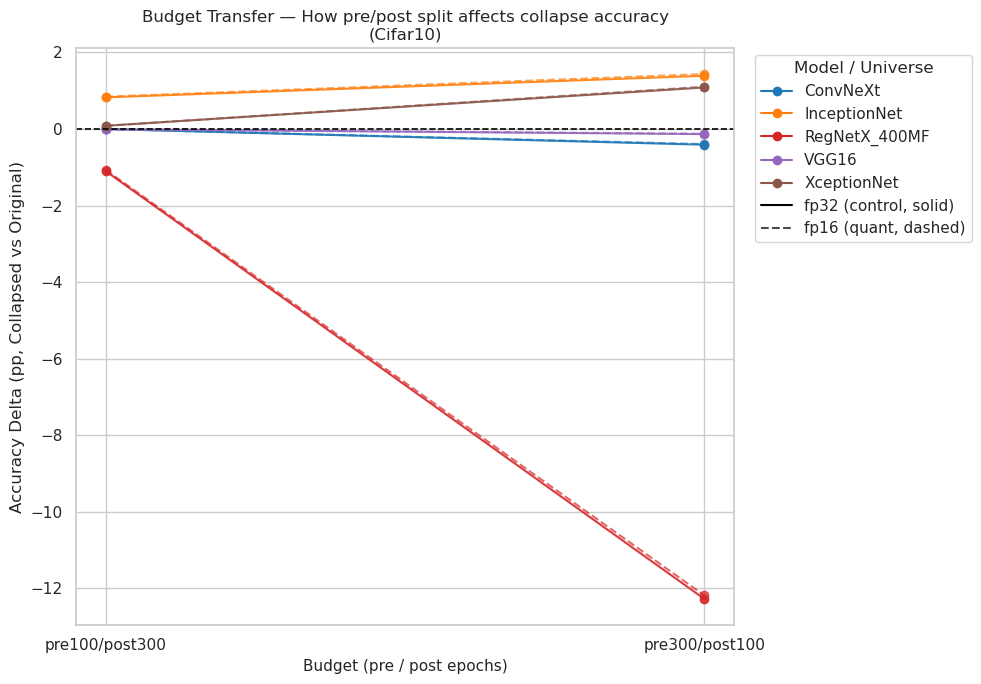 Budget Transfer — How pre/post split affects collapse accuracy
(Cifar10)
Accuracy Delta (pp, Collapsed vs Original)
2
0
−2
−4
−6
−8
−10
−12
pre100/post300
pre300/post100
Budget (pre / post epochs)
Model / Universe
ConvNeXt
InceptionNet
RegNetX_400MF
VGG16
XceptionNet
fp32 (control, solid)
fp16 (quant, dashed)